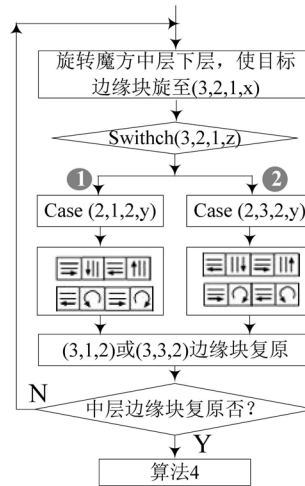 旋转魔方中层下层，使目标
边缘块旋至(3,2,1,x)
Swithch(3,2,1,z)
1 2
Case (2,1,2,y) Case (2,3,2,y)
(3,1,2)或(3,3,2)边缘块复原
N
中层边缘块复原否?
Y
算法4